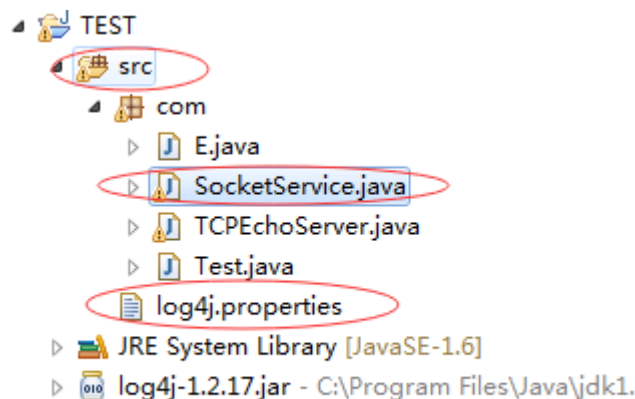 TEST
src
com
E.java
SocketService.java
TCPEchoServer.java
Test.java
log4j.properties
JRE System Library [JavaSE-1.6]
log4j-1.2.17.jar - C:\Program Files\Java\jdk1.